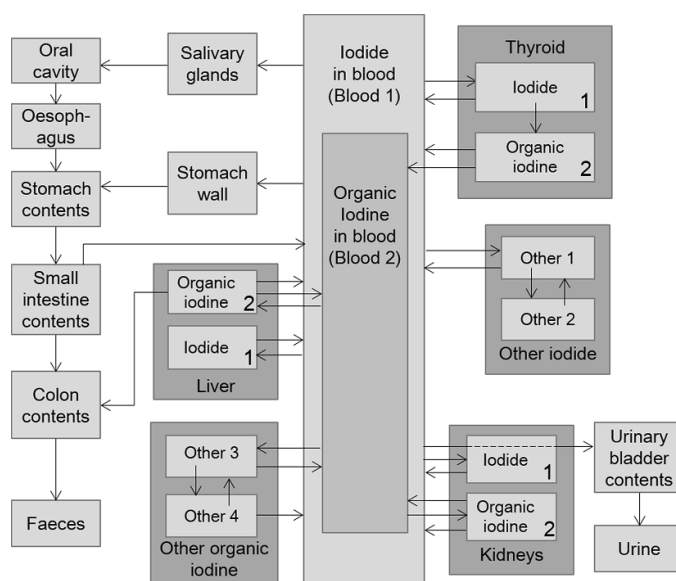 Oral
cavity
Salivary
glands
Iodide
in blood
(Blood 1)
Thyroid
Iodide
1
Oesoph-
agus
Organic
iodine
2
Stomach
contents
Stomach
wall
Organic
Iodine
in blood
(Blood 2)
Other 1
Other 2
Other iodide
Small
intestine
contents
Organic
iodine
2
Iodide
1
Liver
Colon
contents
Other 3
Other 4
Other organic
iodine
Iodide
1
Organic
iodine
2
Kidneys
Urinary
bladder
contents
Faeces
Urine